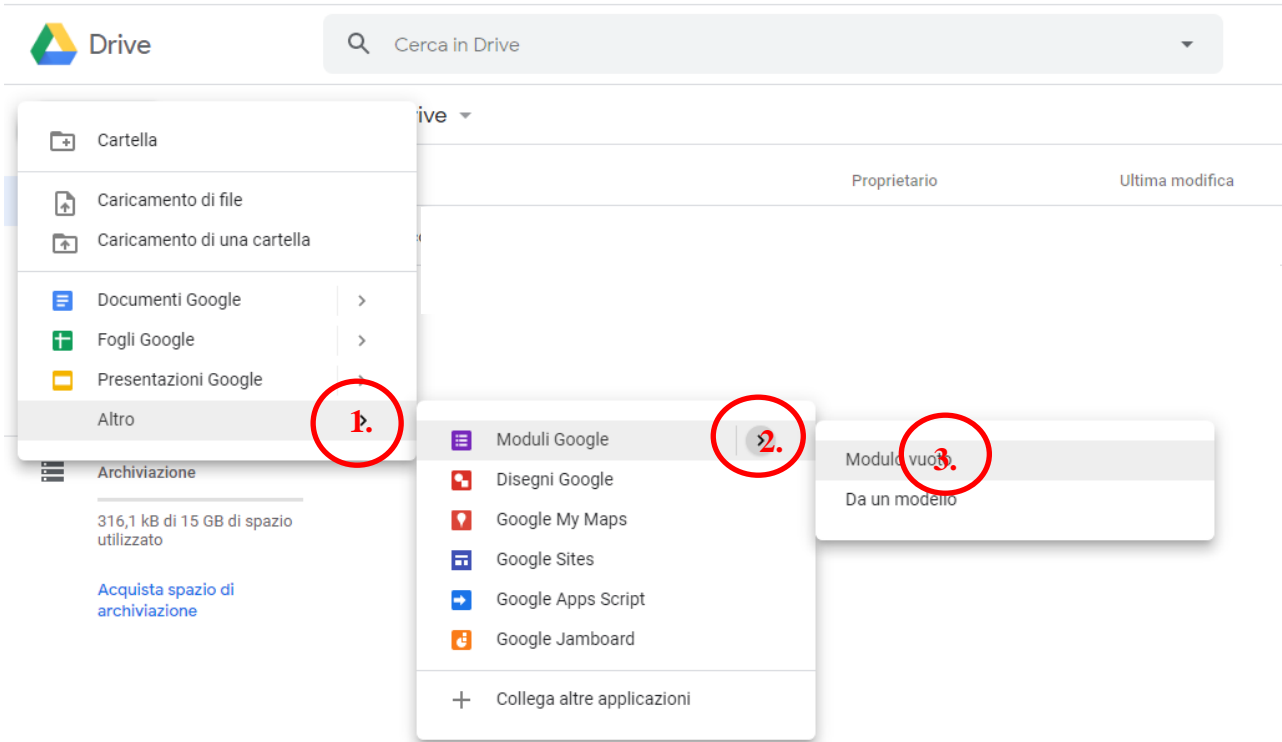 Drive
Cerca in Drive
ive
Cartella
Proprietario
Ultima modifica
Caricamento di file
Caricamento di una cartella
Documenti Google
Fogli Google
Presentazioni Google
Altro
1.
Moduli Google
2.
Modulo vuoto
3.
Da un modello
Disegni Google
Google My Maps
Google Sites
Google Apps Script
Google Jamboard
Collega altre applicazioni
Archiviazione
316,1 kB di 15 GB di spazio
utilizzato
Acquista spazio di
archiviazione